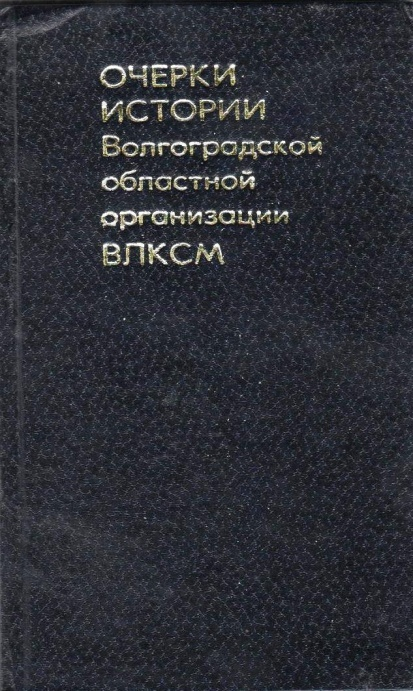 ОЧЕРКИ
ИСТОРИИ
Волгоградской
областной
организации
ВЛКСМ